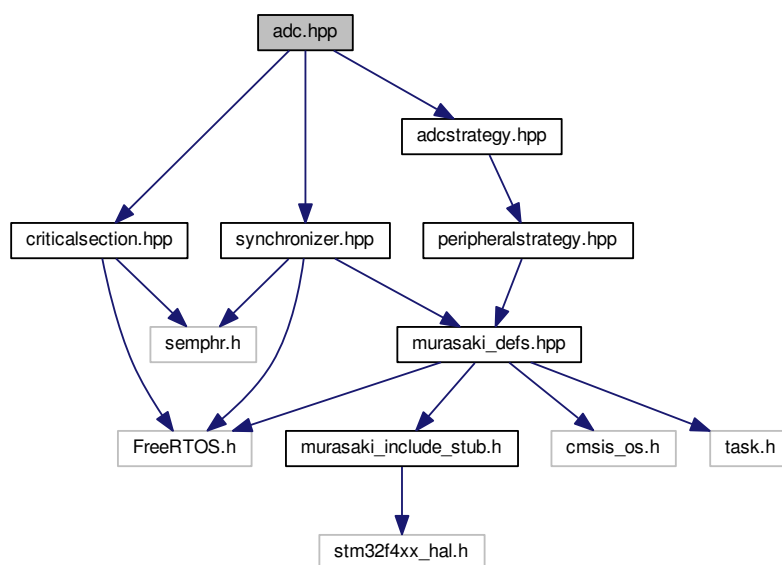 adc.hpp
adcstrategy.hpp
criticalsection.hpp
synchronizer.hpp
peripheralstrategy.hpp
semphr.h
murasaki_defs.hpp
FreeRTOS.h
murasaki_include_stub.h
cmsis_os.h
task.h
stm32f4xx_hal.h